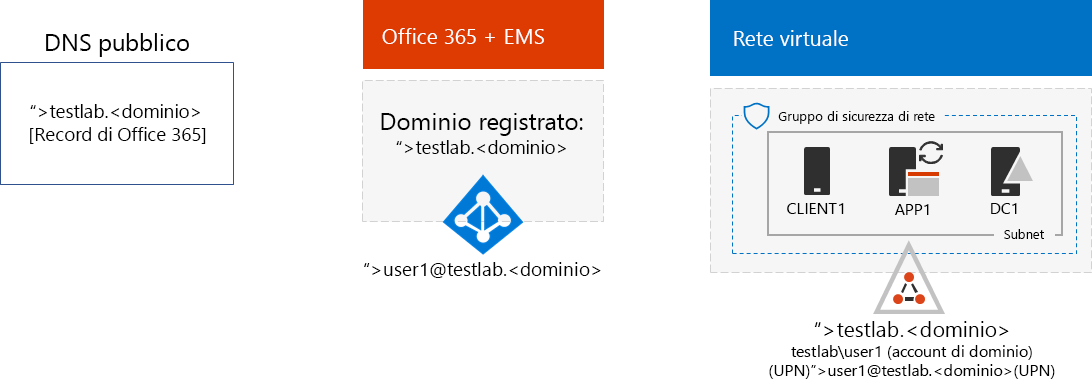 DNS pubblico
“>testlab.<dominio>
[Record di Office 365]
Office 365 + EMS
Dominio registrato:
“>testlab.<dominio>
“>user1@testlab.<dominio>
Rete virtuale
Gruppo di sicurezza di rete
CLIENT1
APP1
DC1
Subnet
“>testlab.<dominio>
testlab\user1 (account di dominio)
(UPN)”>user1@testlab.<dominio>(UPN)